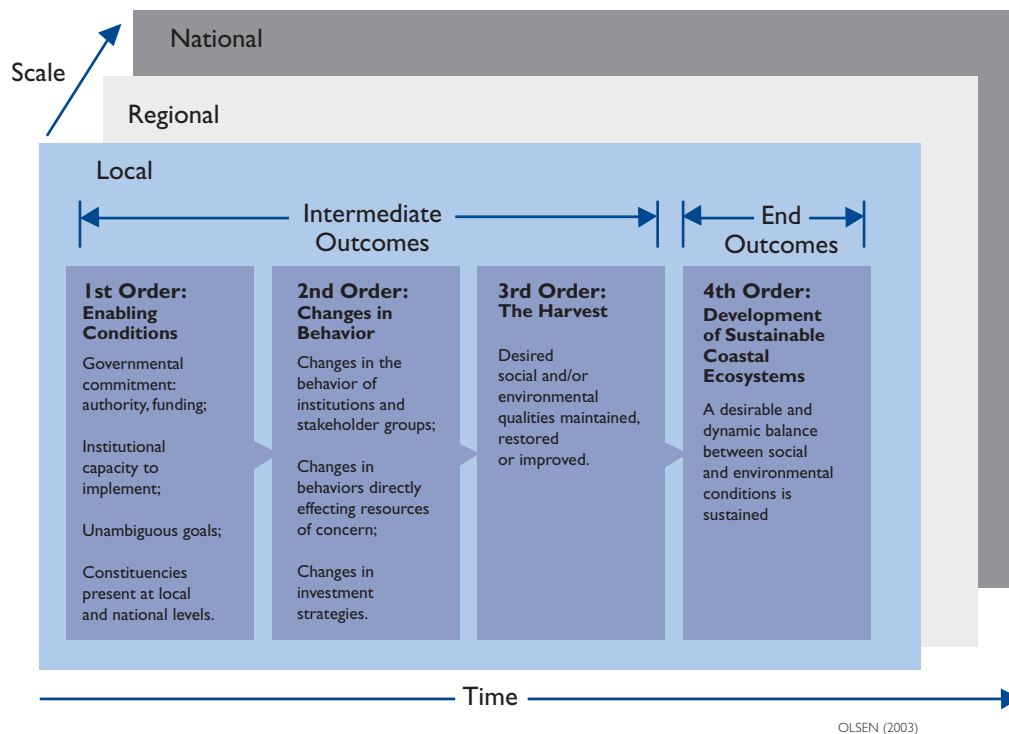 National
Scale
Regional
Local
Intermediate
Outcomes
End
Outcomes
1st Order:
Enabling
Conditions
Governmental
commitment:
authority, funding;
Institutional
capacity to
implement;
Unambiguous goals;
Constituencies
present at local
and national levels.
2nd Order:
Changes in
Behavior
Changes in the
behavior of
institutions and
stakeholder groups;
Changes in
behaviors directly
effecting resources
of concern;
Changes in
investment
strategies.
3rd Order:
The Harvest
Desired
social and/or
environmental
qualities maintained,
restored
or improved.
4th Order:
Development
of Sustainable
Coastal
Ecosystems
A desirable and
dynamic balance
between social
and environmental
conditions is
sustained
Time
OLSEN (2003)